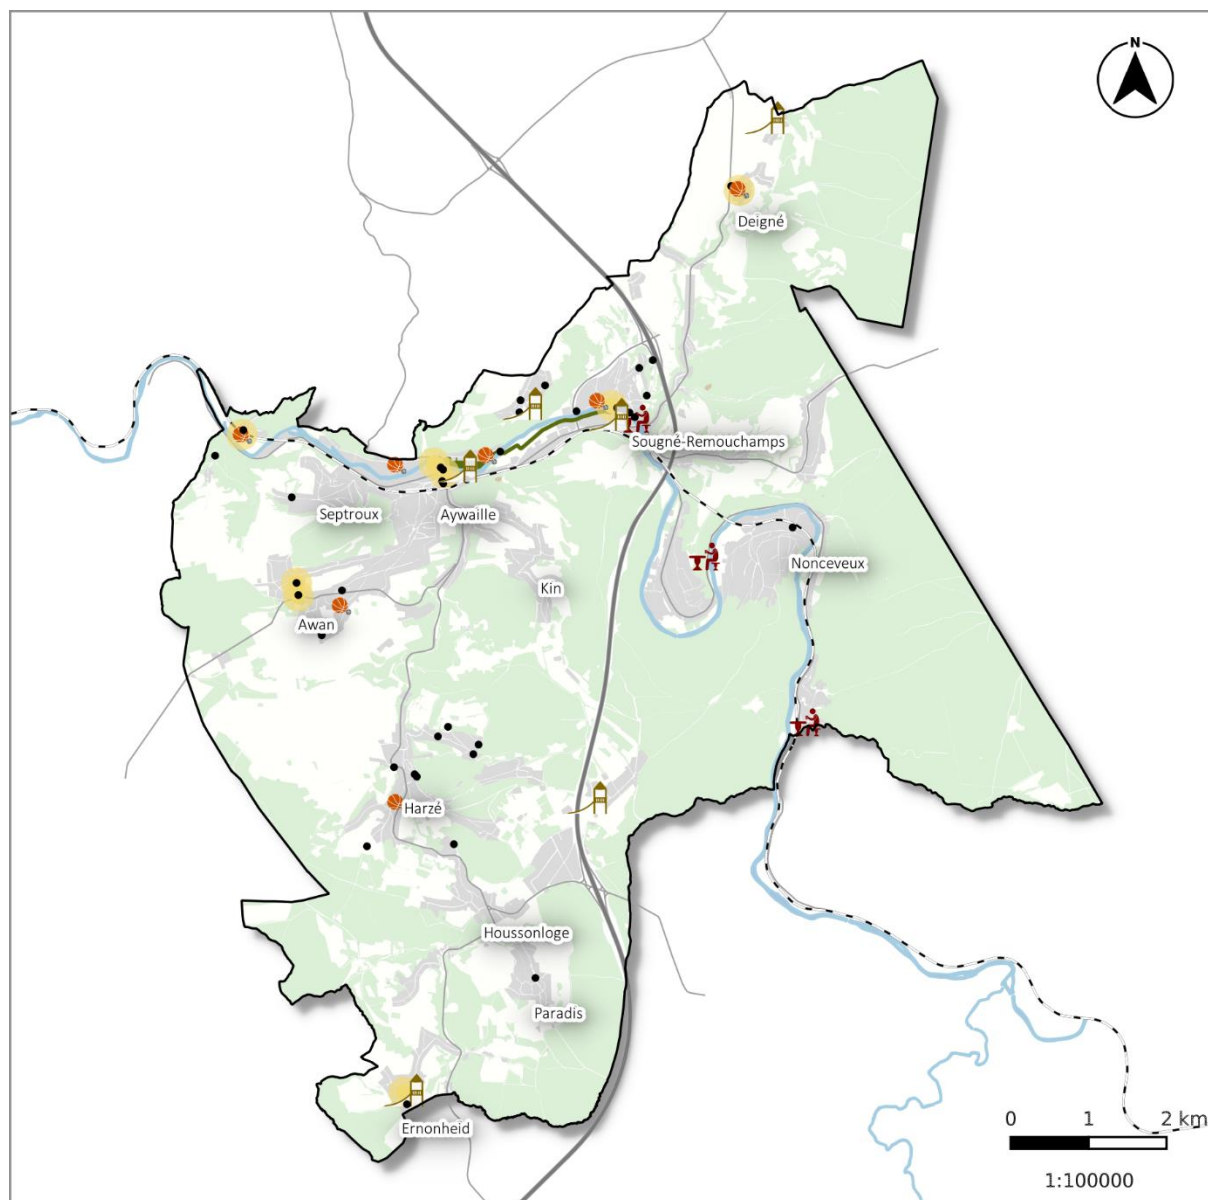 N
Deigné
Sougné-Remouchamps
Septroux
Aywaille
Nonceveux
Kin
Awan
Harzé
Houssonloge
Paradis
Ernonheid
0 1 2 km
1:100000